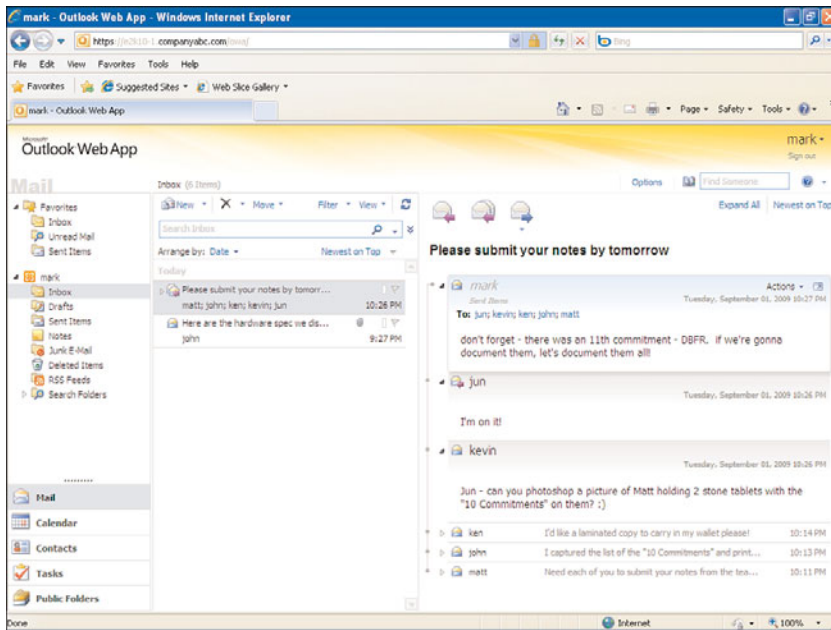 mark - Outlook Web App - Windows Internet Explorer
https://e2k10-1.companyabc.com/owa/
Bing
File Edit View Favorites Tools Help
Favorites Suggested Sites Web Slice Gallery
mark - Outlook Web App
Page Safety Tools
Microsoft
Outlook Web App
mark
Sign out
Mail
Inbox (6 Items)
Options
Find Someone
Favorites
Inbox
Unread Mail
Sent Items
mark
Inbox
Drafts
Sent Items
Notes
Junk E-Mail
Deleted Items
RSS Feeds
Search Folders
Mail
Calendar
Contacts
Tasks
Public Folders
New Move Filter View
Search Inbox
Arrange by: Date Newest on Top
Today
Please submit your notes by tomorr...
matt; john; ken; kevin; jun 10:26 PM
Here are the hardware spec we dis...
john 9:27 PM
Expand All Newest on Top
Please submit your notes by tomorrow
mark Actions
Sent Items Tuesday, September 01, 2009 10:27 PM
To: jun; kevin; ken; john; matt
don't forget - there was an 11th commitment - DBFR. If we're gonna
document them, let's document them all!
jun
Tuesday, September 01, 2009 10:26 PM
I'm on it!
kevin
Tuesday, September 01, 2009 10:26 PM
Jun - can you photoshop a picture of Matt holding 2 stone tablets with the
"10 Commitments" on them? :)
ken I'd like a laminated copy to carry in my wallet please! 10:14 PM
john I captured the list of the "10 Commitments" and print... 10:13 PM
matt Need each of you to submit your notes from the tea... 10:11 PM
Done Internet 100%